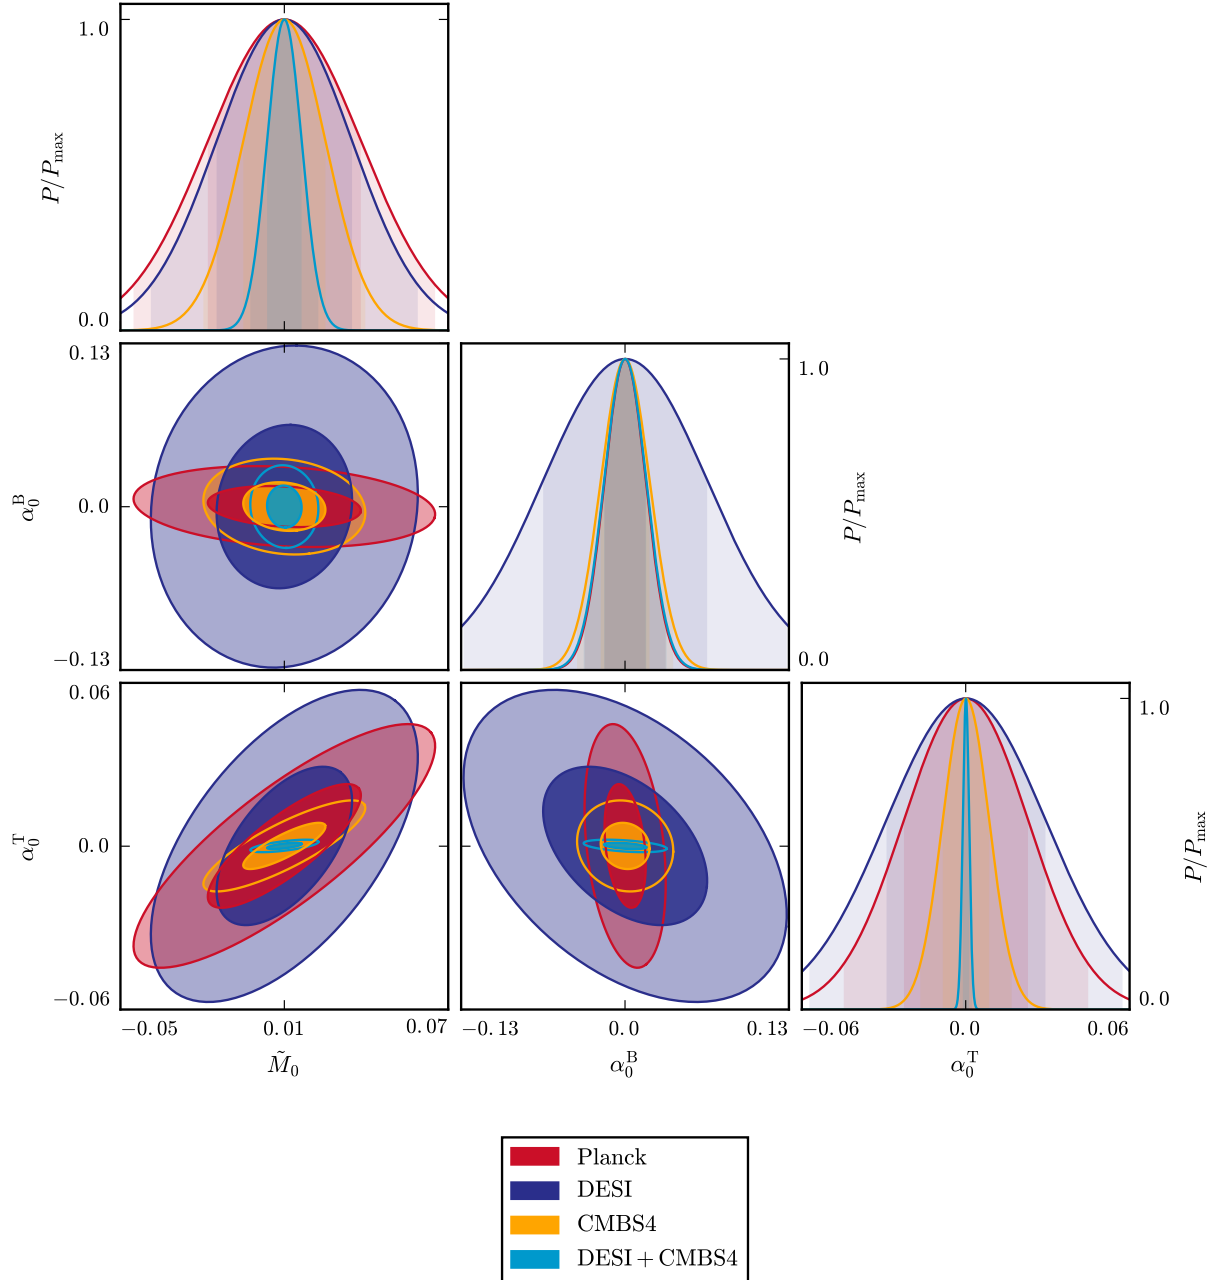 1.0
P/P_max
0.0
0.13
α_0^B
0.0
−0.13
1.0
P/P_max
0.0
0.06
α_0^T
0.0
−0.06
1.0
P/P_max
0.0
−0.05 0.01 0.07
M̃_0
−0.13 0.0 0.13
α_0^B
−0.06 0.0 0.06
α_0^T
Planck
DESI
CMBS4
DESI + CMBS4